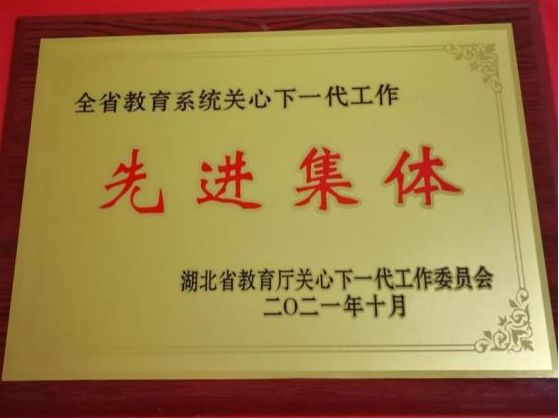 全省教育系统关心下一代工作
先进集体
湖北省教育厅关心下一代工作委员会
二〇二一年十月